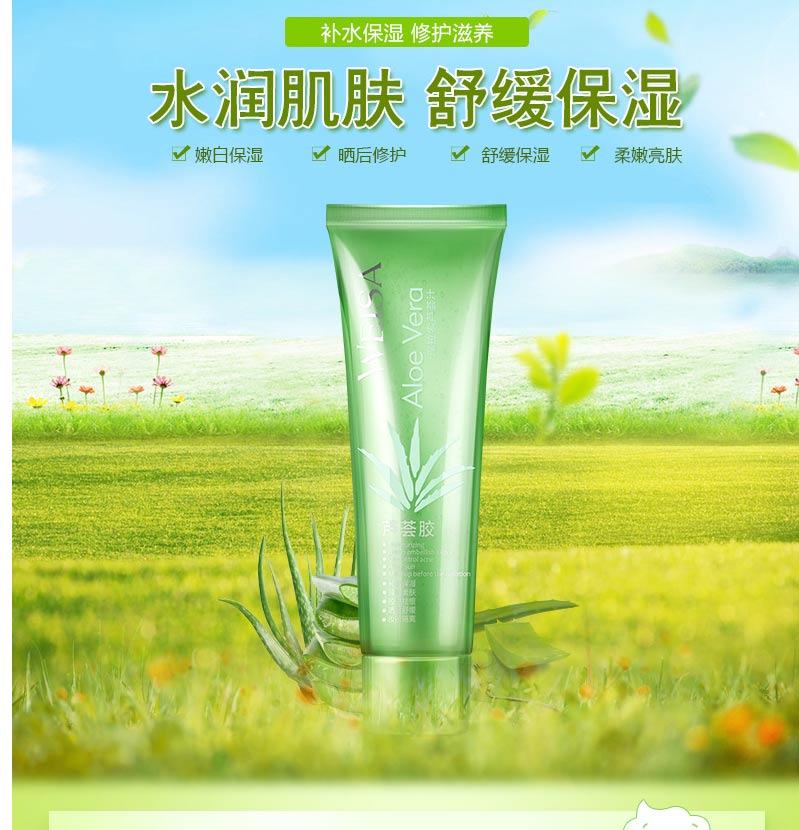 补水保湿 修护滋养
水润肌肤 舒缓保湿
嫩白保湿 晒后修护 舒缓保湿 柔嫩亮肤
WEISA
Aloe Vera
芦荟胶